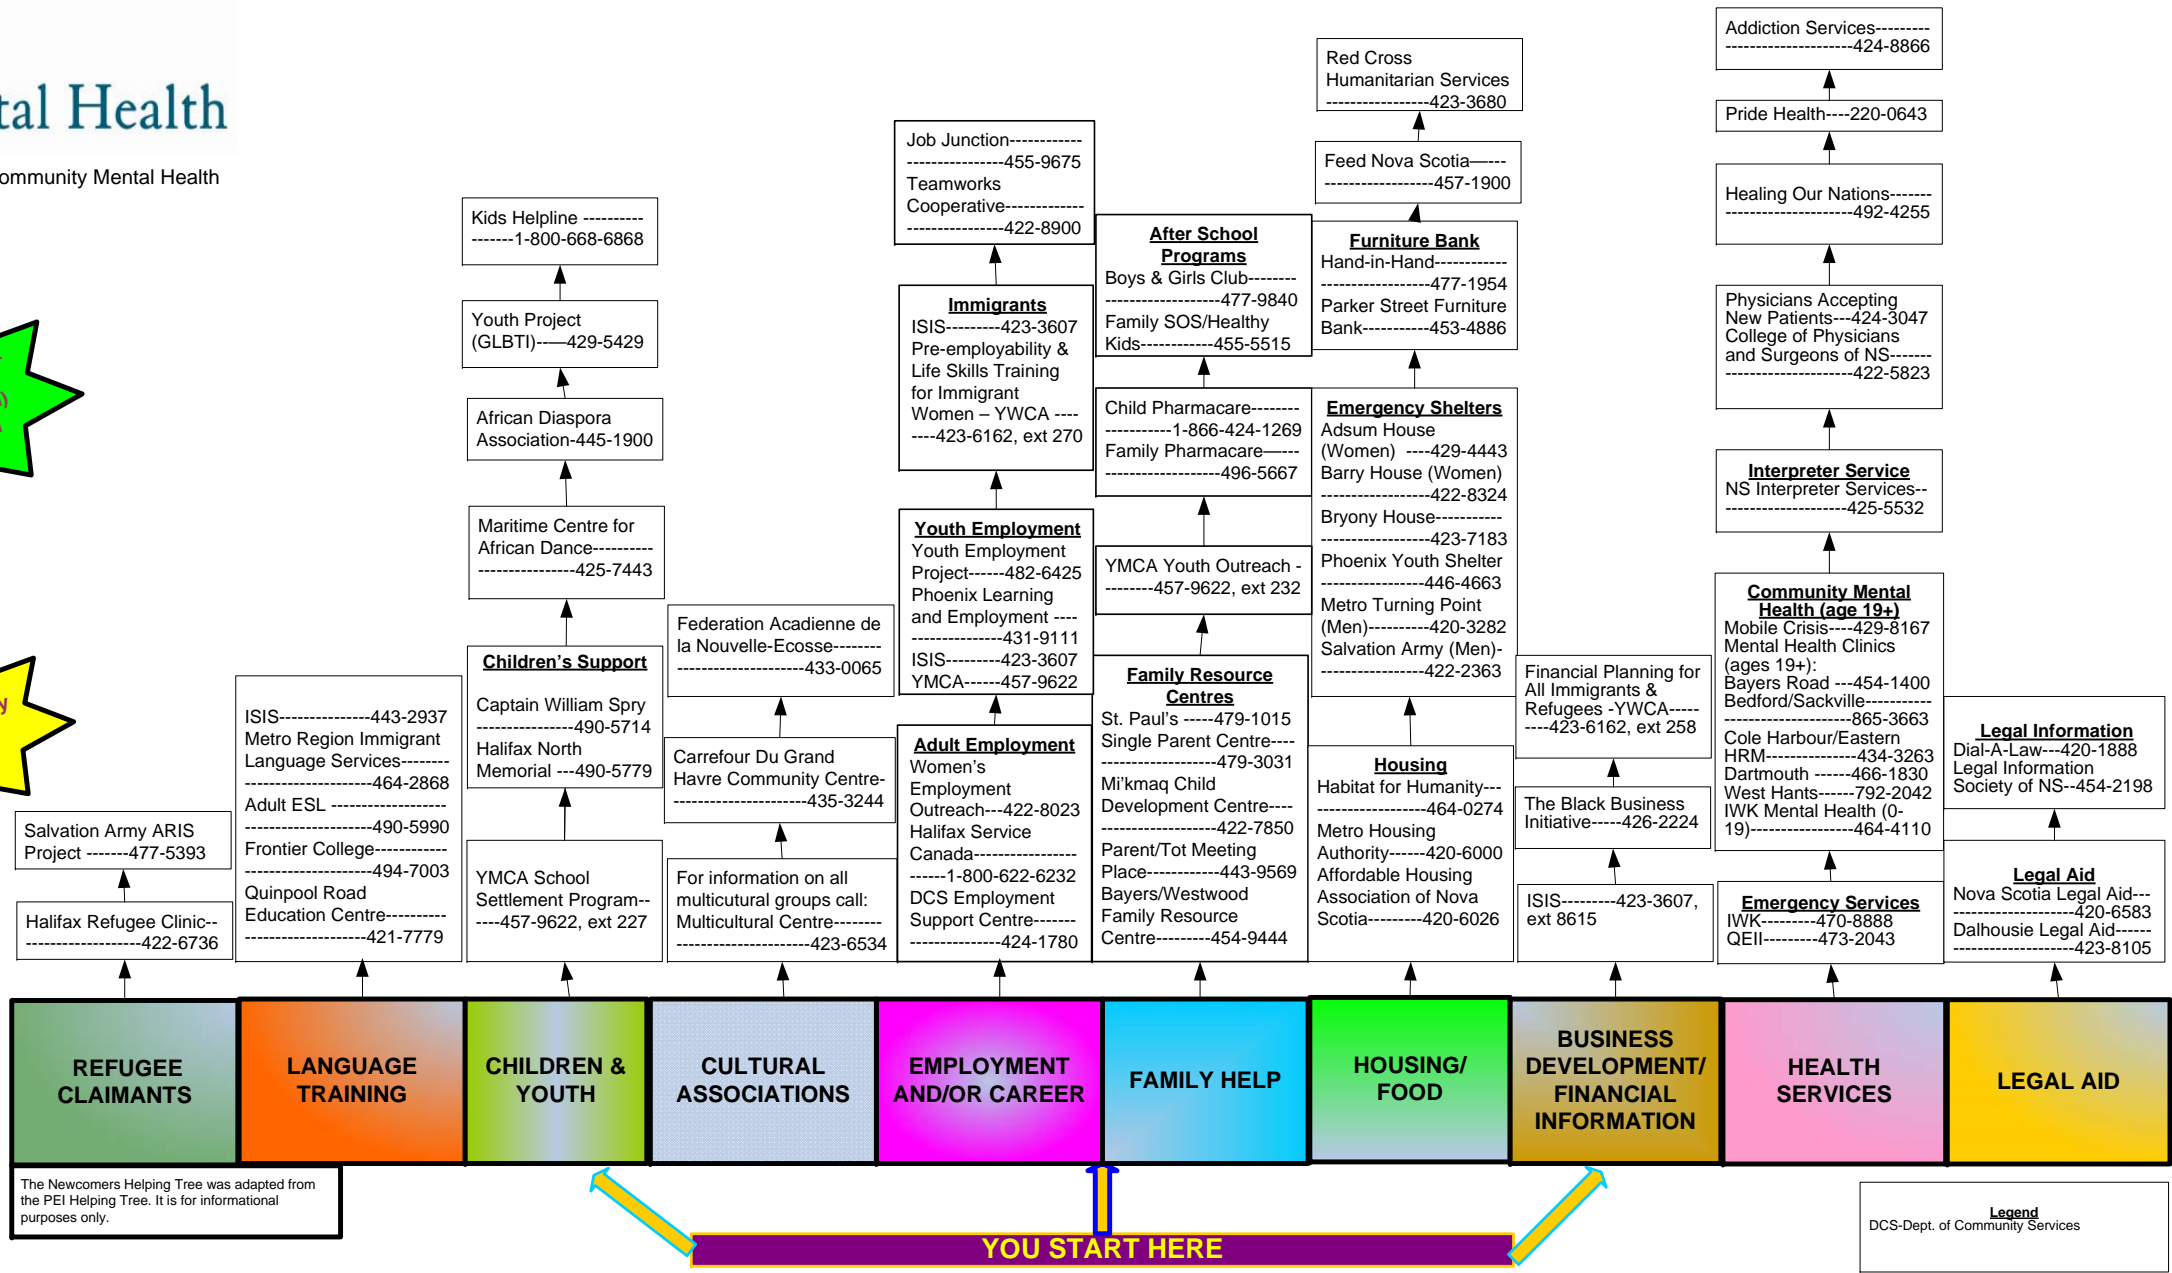 tal Health
ommunity Mental Health
Salvation Army ARIS
Project -------477-5393
Halifax Refugee Clinic--
-------------------422-6736
REFUGEE
CLAIMANTS
ISIS---------------443-2937
Metro Region Immigrant
Language Services--------
---------------------464-2868
Adult ESL -------------------
---------------------490-5990
Frontier College------------
---------------------494-7003
Quinpool Road
Education Centre----------
--------------------421-7779
LANGUAGE
TRAINING
Kids Helpline ----------
-------1-800-668-6868
Youth Project
(GLBTI)-—429-5429
African Diaspora
Association-445-1900
Maritime Centre for
African Dance----------
----------------425-7443
Children's Support
Captain William Spry
----------------490-5714
Halifax North
Memorial ---490-5779
YMCA School
Settlement Program--
----457-9622, ext 227
CHILDREN &
YOUTH
Federation Acadienne de
la Nouvelle-Ecosse--------
---------------------433-0065
Carrefour Du Grand
Havre Community Centre-
----------------------435-3244
For information on all
multicutural groups call:
Multicultural Centre--------
----------------------423-6534
CULTURAL
ASSOCIATIONS
Job Junction------------
----------------455-9675
Teamworks
Cooperative-------------
----------------422-8900
Immigrants
ISIS---------423-3607
Pre-employability &
Life Skills Training
for Immigrant
Women – YWCA ----
----423-6162, ext 270
Youth Employment
Youth Employment
Project------482-6425
Phoenix Learning
and Employment ----
---------------431-9111
ISIS---------423-3607
YMCA------457-9622
Adult Employment
Women's
Employment
Outreach---422-8023
Halifax Service
Canada-----------------
------1-800-622-6232
DCS Employment
Support Centre-------
---------------424-1780
EMPLOYMENT
AND/OR CAREER
After School
Programs
Boys & Girls Club--------
-------------------477-9840
Family SOS/Healthy
Kids------------455-5515
Child Pharmacare--------
-----------1-866-424-1269
Family Pharmacare—---
-------------------496-5667
YMCA Youth Outreach -
--------457-9622, ext 232
Family Resource
Centres
St. Paul's -----479-1015
Single Parent Centre----
-------------------479-3031
Mi'kmaq Child
Development Centre----
-------------------422-7850
Parent/Tot Meeting
Place------------443-9569
Bayers/Westwood
Family Resource
Centre---------454-9444
FAMILY HELP
Red Cross
Humanitarian Services
-----------------423-3680
Feed Nova Scotia—---
------------------457-1900
Furniture Bank
Hand-in-Hand------------
------------------477-1954
Parker Street Furniture
Bank-----------453-4886
Emergency Shelters
Adsum House
(Women) ----429-4443
Barry House (Women)
------------------422-8324
Bryony House-----------
------------------423-7183
Phoenix Youth Shelter
-----------------446-4663
Metro Turning Point
(Men)----------420-3282
Salvation Army (Men)-
-----------------422-2363
Housing
Habitat for Humanity---
------------------464-0274
Metro Housing
Authority------420-6000
Affordable Housing
Association of Nova
Scotia---------420-6026
HOUSING/
FOOD
Financial Planning for
All Immigrants &
Refugees -YWCA-----
----423-6162, ext 258
The Black Business
Initiative-----426-2224
ISIS---------423-3607,
ext 8615
BUSINESS
DEVELOPMENT/
FINANCIAL
INFORMATION
Addiction Services---------
---------------------424-8866
Pride Health----220-0643
Healing Our Nations-------
---------------------492-4255
Physicians Accepting
New Patients---424-3047
College of Physicians
and Surgeons of NS-------
---------------------422-5823
Interpreter Service
NS Interpreter Services--
--------------------425-5532
Community Mental
Health (age 19+)
Mobile Crisis----429-8167
Mental Health Clinics
(ages 19+):
Bayers Road ---454-1400
Bedford/Sackville-----------
---------------------865-3663
Cole Harbour/Eastern
HRM--------------434-3263
Dartmouth ------466-1830
West Hants------792-2042
IWK Mental Health (0-
19)-----------------464-4110
Emergency Services
IWK---------470-8888
QEII---------473-2043
HEALTH
SERVICES
Legal Information
Dial-A-Law---420-1888
Legal Information
Society of NS--454-2198
Legal Aid
Nova Scotia Legal Aid---
--------------------420-6583
Dalhousie Legal Aid------
--------------------423-8105
LEGAL AID
The Newcomers Helping Tree was adapted from
the PEI Helping Tree. It is for informational
purposes only.
YOU START HERE
Legend
DCS-Dept. of Community Services